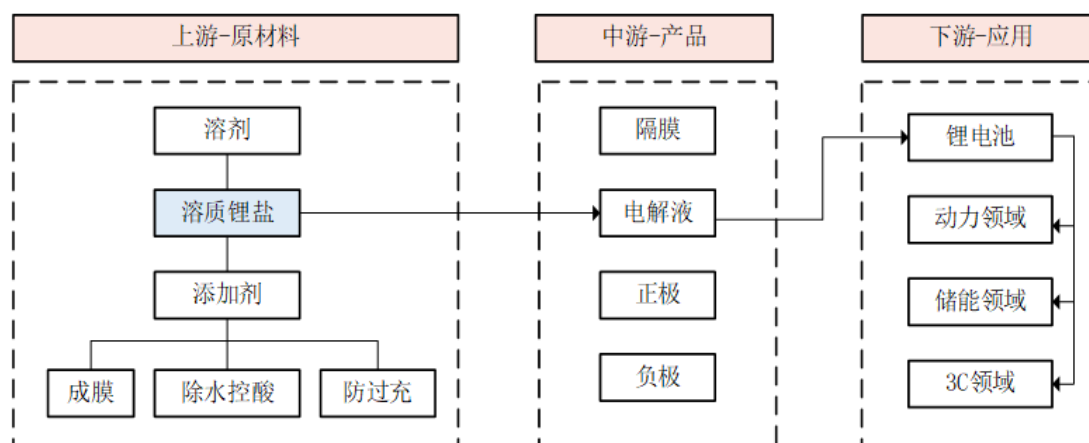 上游-原材料
中游-产品
下游-应用
溶剂
溶质锂盐
添加剂
成膜
除水控酸
防过充
隔膜
电解液
正极
负极
锂电池
动力领域
储能领域
3C领域